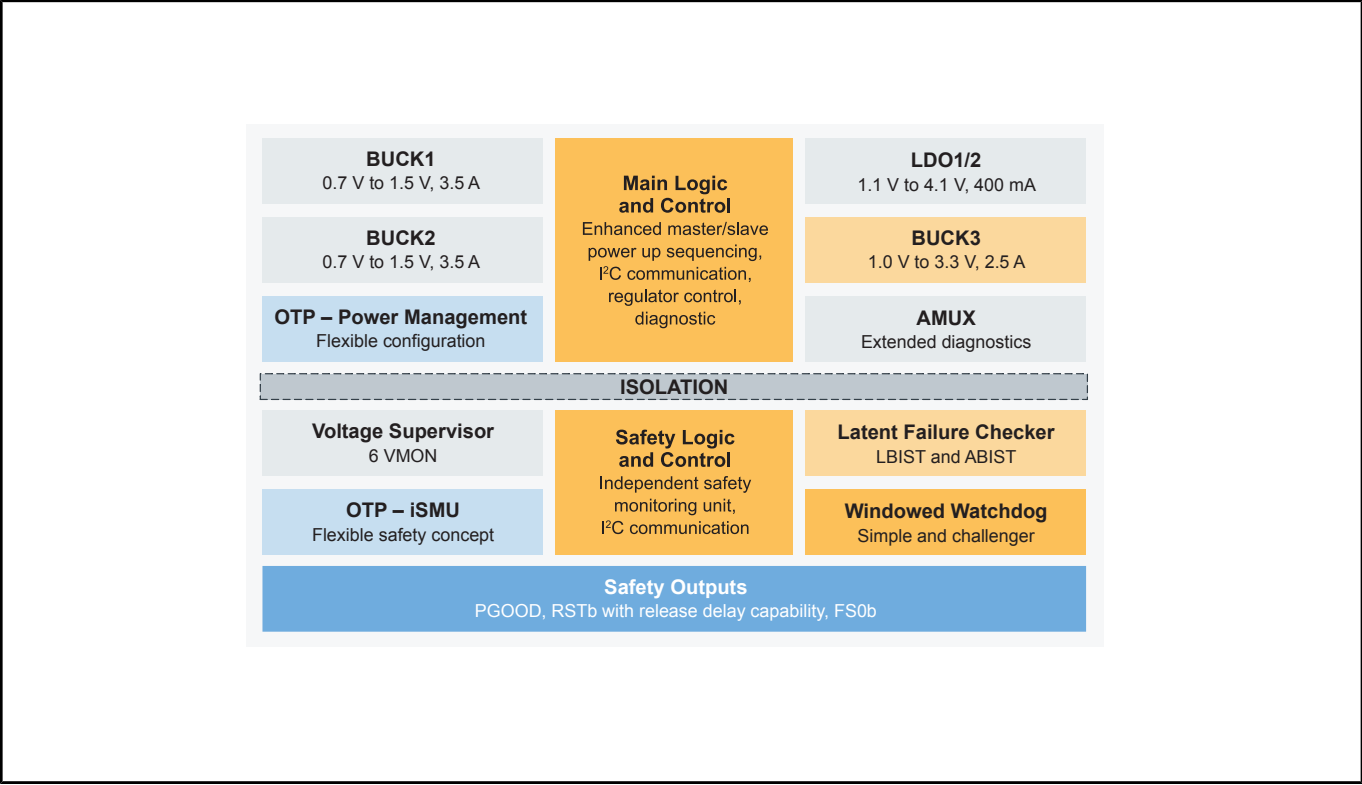 BUCK1
0.7 V to 1.5 V, 3.5 A
BUCK2
0.7 V to 1.5 V, 3.5 A
OTP – Power Management
Flexible configuration
Main Logic
and Control
Enhanced master/slave
power up sequencing,
I²C communication,
regulator control,
diagnostic
LDO1/2
1.1 V to 4.1 V, 400 mA
BUCK3
1.0 V to 3.3 V, 2.5 A
AMUX
Extended diagnostics
ISOLATION
Voltage Supervisor
6 VMON
OTP – iSMU
Flexible safety concept
Safety Logic
and Control
Independent safety
monitoring unit,
I²C communication
Latent Failure Checker
LBIST and ABIST
Windowed Watchdog
Simple and challenger
Safety Outputs
PGOOD, RSTb with release delay capability, FS0b